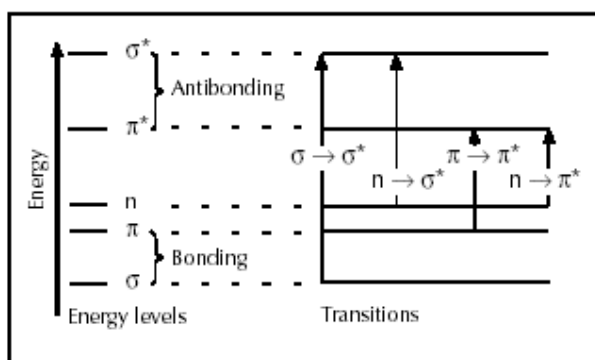 σ*
Antibonding
π*
σ → σ* π → π*
n → σ* n → π*
Energy
n
π
Bonding
σ
Energy levels Transitions